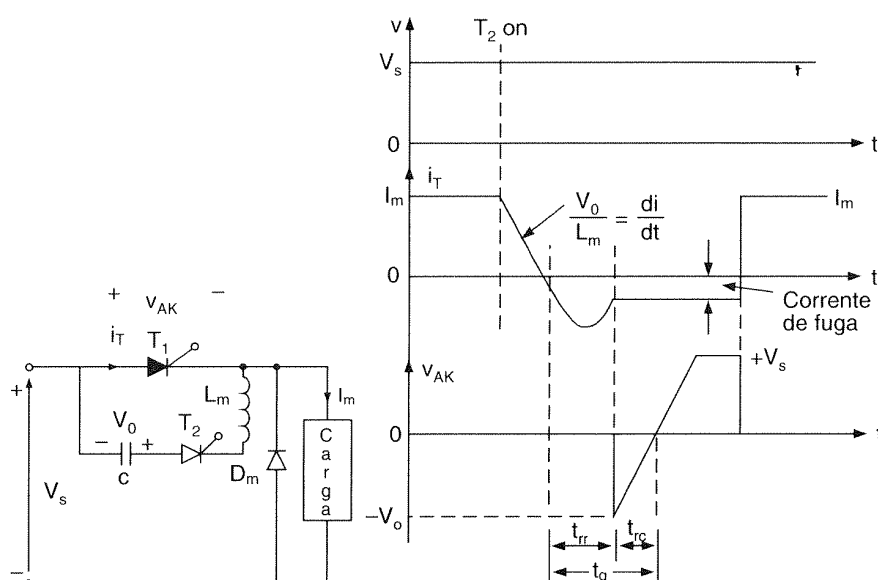 v
T2 on
Vs
0
t
iT
Im
V0
Lm
=
di
dt
Im
0
t
Corrente
de fuga
vAK
+Vs
0
t
−Vo
trr
trc
tq
+ vAK −
iT
T1
+
Lm
Im
V0
− +
T2
c
Dm
Carga
Vs
−